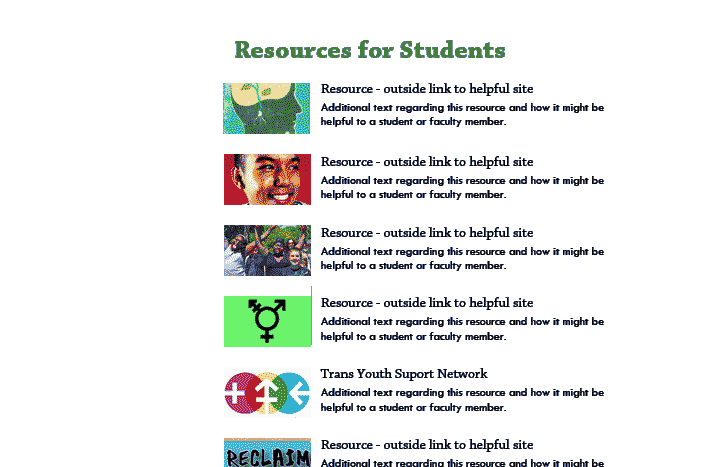 Resources for Students
Resource - outside link to helpful site
Additional text regarding this resource and how it might be
helpful to a student or faculty member.
Resource - outside link to helpful site
Additional text regarding this resource and how it might be
helpful to a student or faculty member.
Resource - outside link to helpful site
Additional text regarding this resource and how it might be
helpful to a student or faculty member.
Resource - outside link to helpful site
Additional text regarding this resource and how it might be
helpful to a student or faculty member.
Trans Youth Suport Network
Additional text regarding this resource and how it might be
helpful to a student or faculty member.
RECLAIM
Resource - outside link to helpful site
Additional text regarding this resource and how it might be